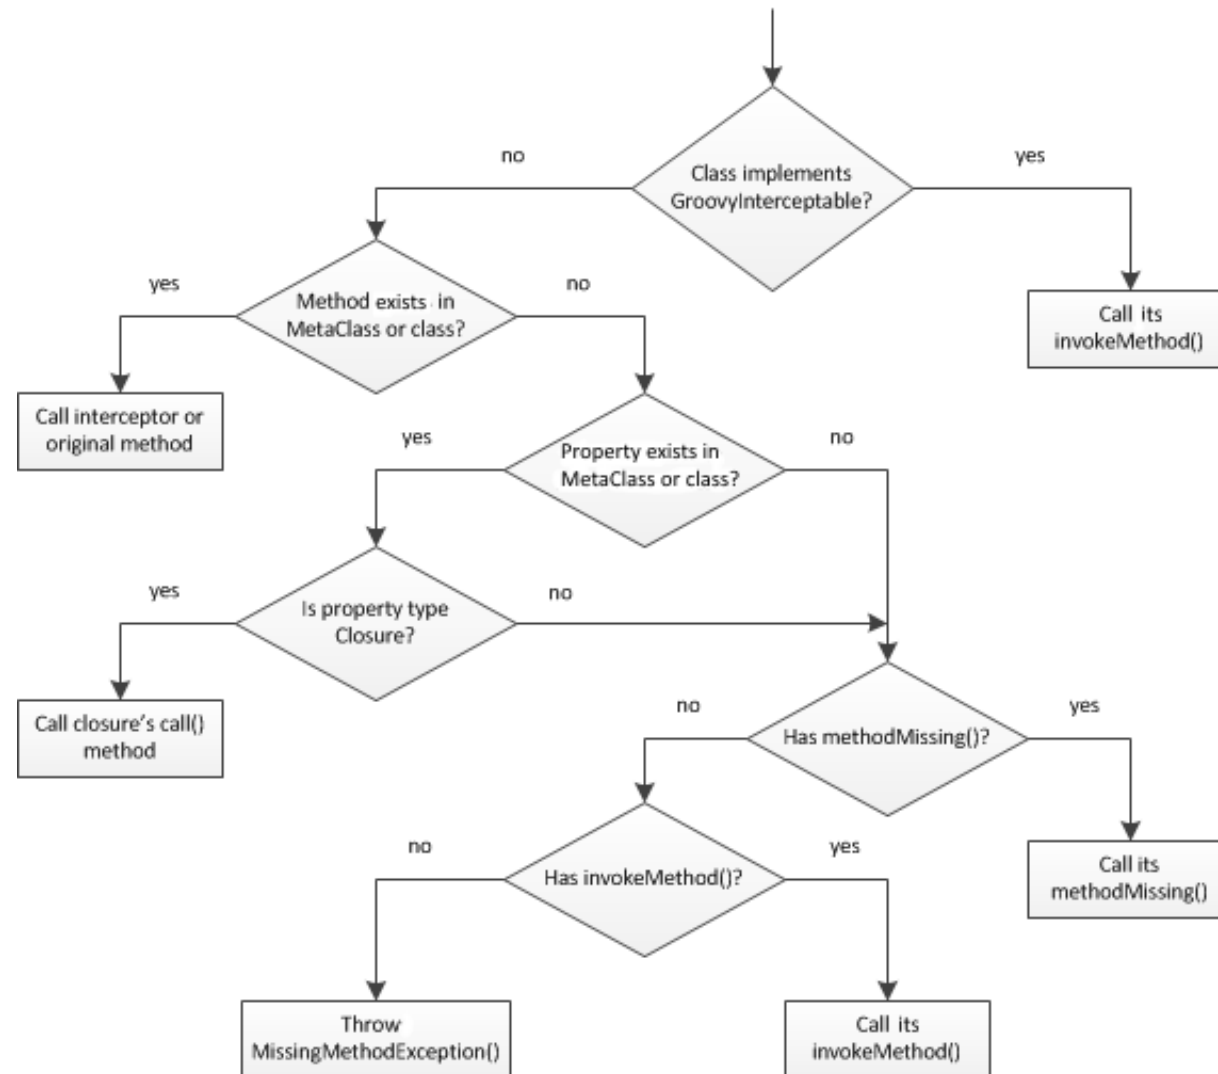 no
yes
Class implements
GroovyInterceptable?
yes
Method exists in
MetaClass or class?
no
Call its
invokeMethod()
Call interceptor or
original method
yes
Property exists in
MetaClass or class?
no
yes
Is property type
Closure?
no
Call closure's call()
method
no
Has methodMissing()?
yes
no
Has invokeMethod()?
yes
Call its
methodMissing()
Throw
MissingMethodException()
Call its
invokeMethod()